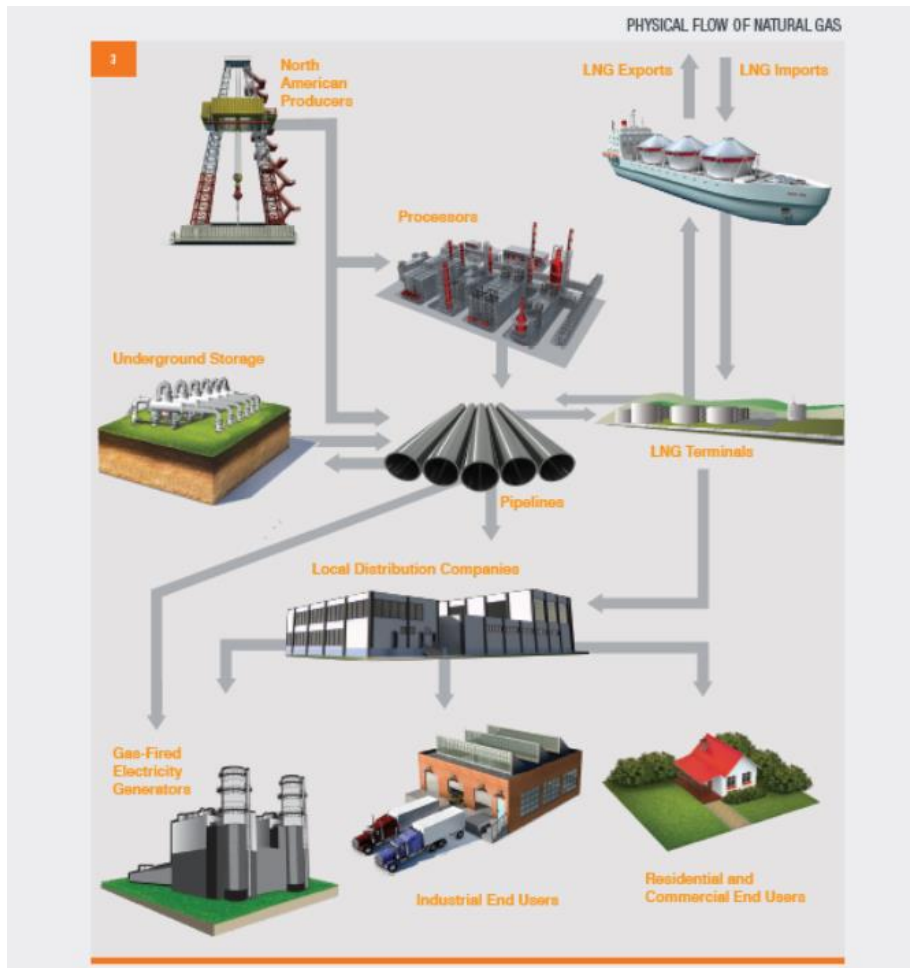 PHYSICAL FLOW OF NATURAL GAS
3
North
American
Producers
LNG Exports
LNG Imports
Processors
Underground Storage
LNG Terminals
Pipelines
Local Distribution Companies
Gas-Fired
Electricity
Generators
Industrial End Users
Residential and
Commercial End Users